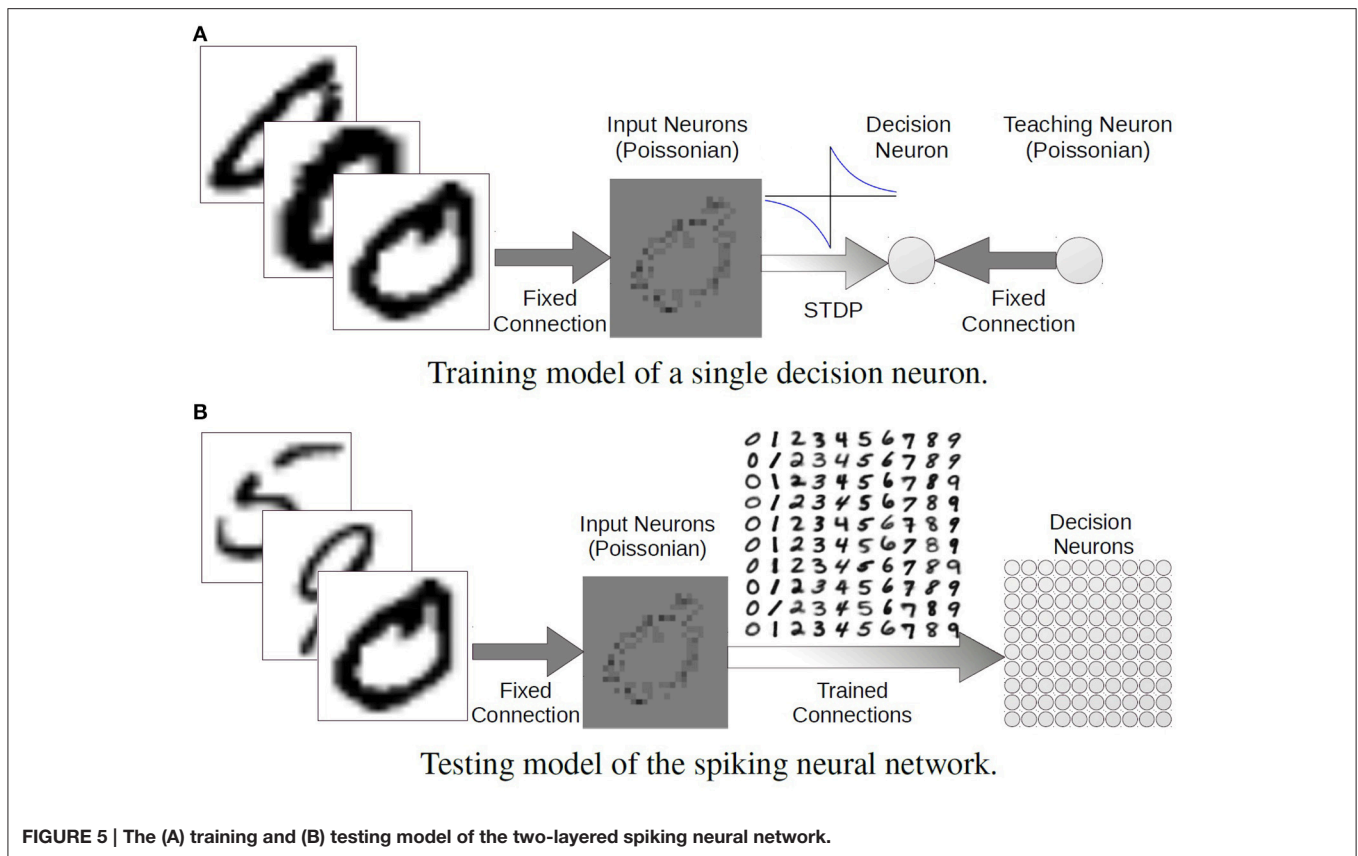 A
Input Neurons
(Poissonian)
Decision
Neuron
Teaching Neuron
(Poissonian)
Fixed
Connection
STDP
Fixed
Connection
Training model of a single decision neuron.
B
0 1 2 3 4 5 6 7 8 9
0 1 2 3 4 5 6 7 8 9
0 1 2 3 4 5 6 7 8 9
0 1 2 3 4 5 6 7 8 9
0 1 2 3 4 5 6 7 8 9
0 1 2 3 4 5 6 7 8 9
0 1 2 3 4 5 6 7 8 9
0 1 2 3 4 5 6 7 8 9
0 1 2 3 4 5 6 7 8 9
0 1 2 3 4 5 6 7 8 9
5
9
0
Input Neurons
(Poissonian)
Decision
Neurons
Fixed
Connection
Trained
Connections
Testing model of the spiking neural network.
FIGURE 5 | The (A) training and (B) testing model of the two-layered spiking neural network.